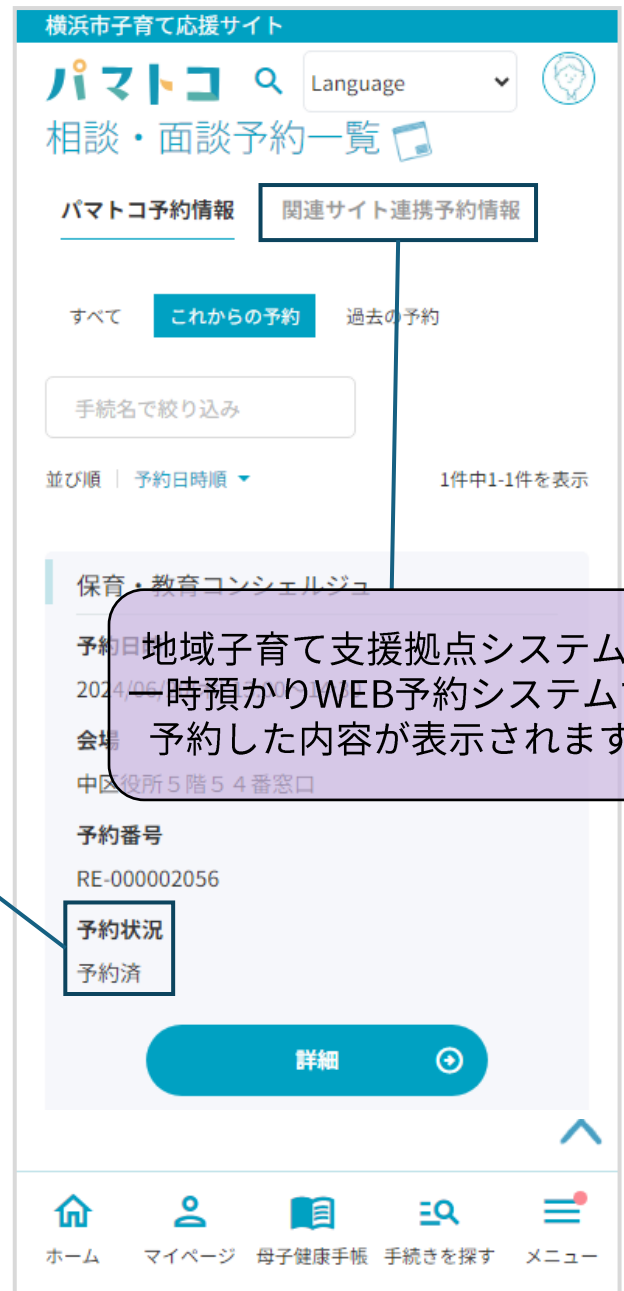 横浜市子育て応援サイト
パマトコ
Language
相談・面談予約一覧
パマトコ予約情報 関連サイト連携予約情報
すべて これからの予約 過去の予約
手続名で絞り込み
並び順 予約日時順 1件中1-1件を表示
保育・教育コンシェルジュ
地域子育て支援拠点システム
一時預かりWEB予約システム
予約した内容が表示されます
予約日時
2024/06/
会場
中区役所5階54番窓口
予約番号
RE-000002056
予約状況
予約済
詳細
ホーム マイページ 母子健康手帳 手続きを探す メニュー